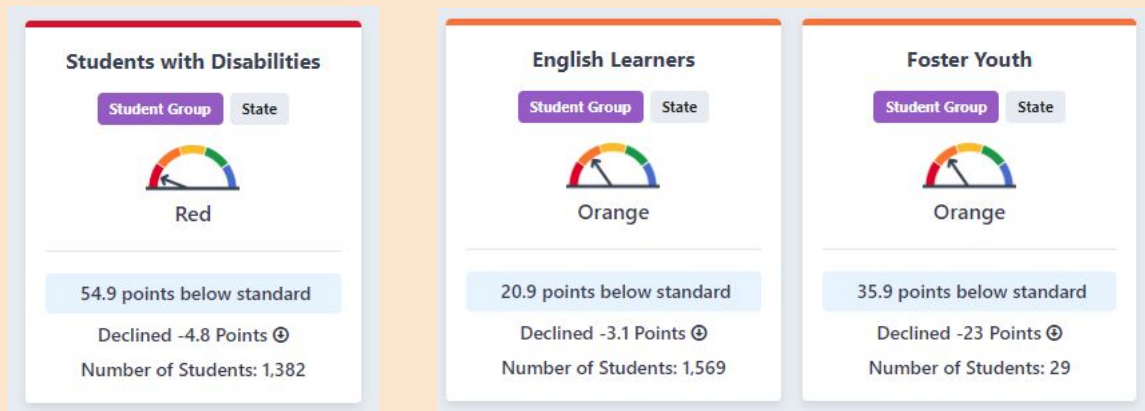 Students with Disabilities
Student Group State
Red
54.9 points below standard
Declined -4.8 Points
Number of Students: 1,382
English Learners
Student Group State
Orange
20.9 points below standard
Declined -3.1 Points
Number of Students: 1,569
Foster Youth
Student Group State
Orange
35.9 points below standard
Declined -23 Points
Number of Students: 29